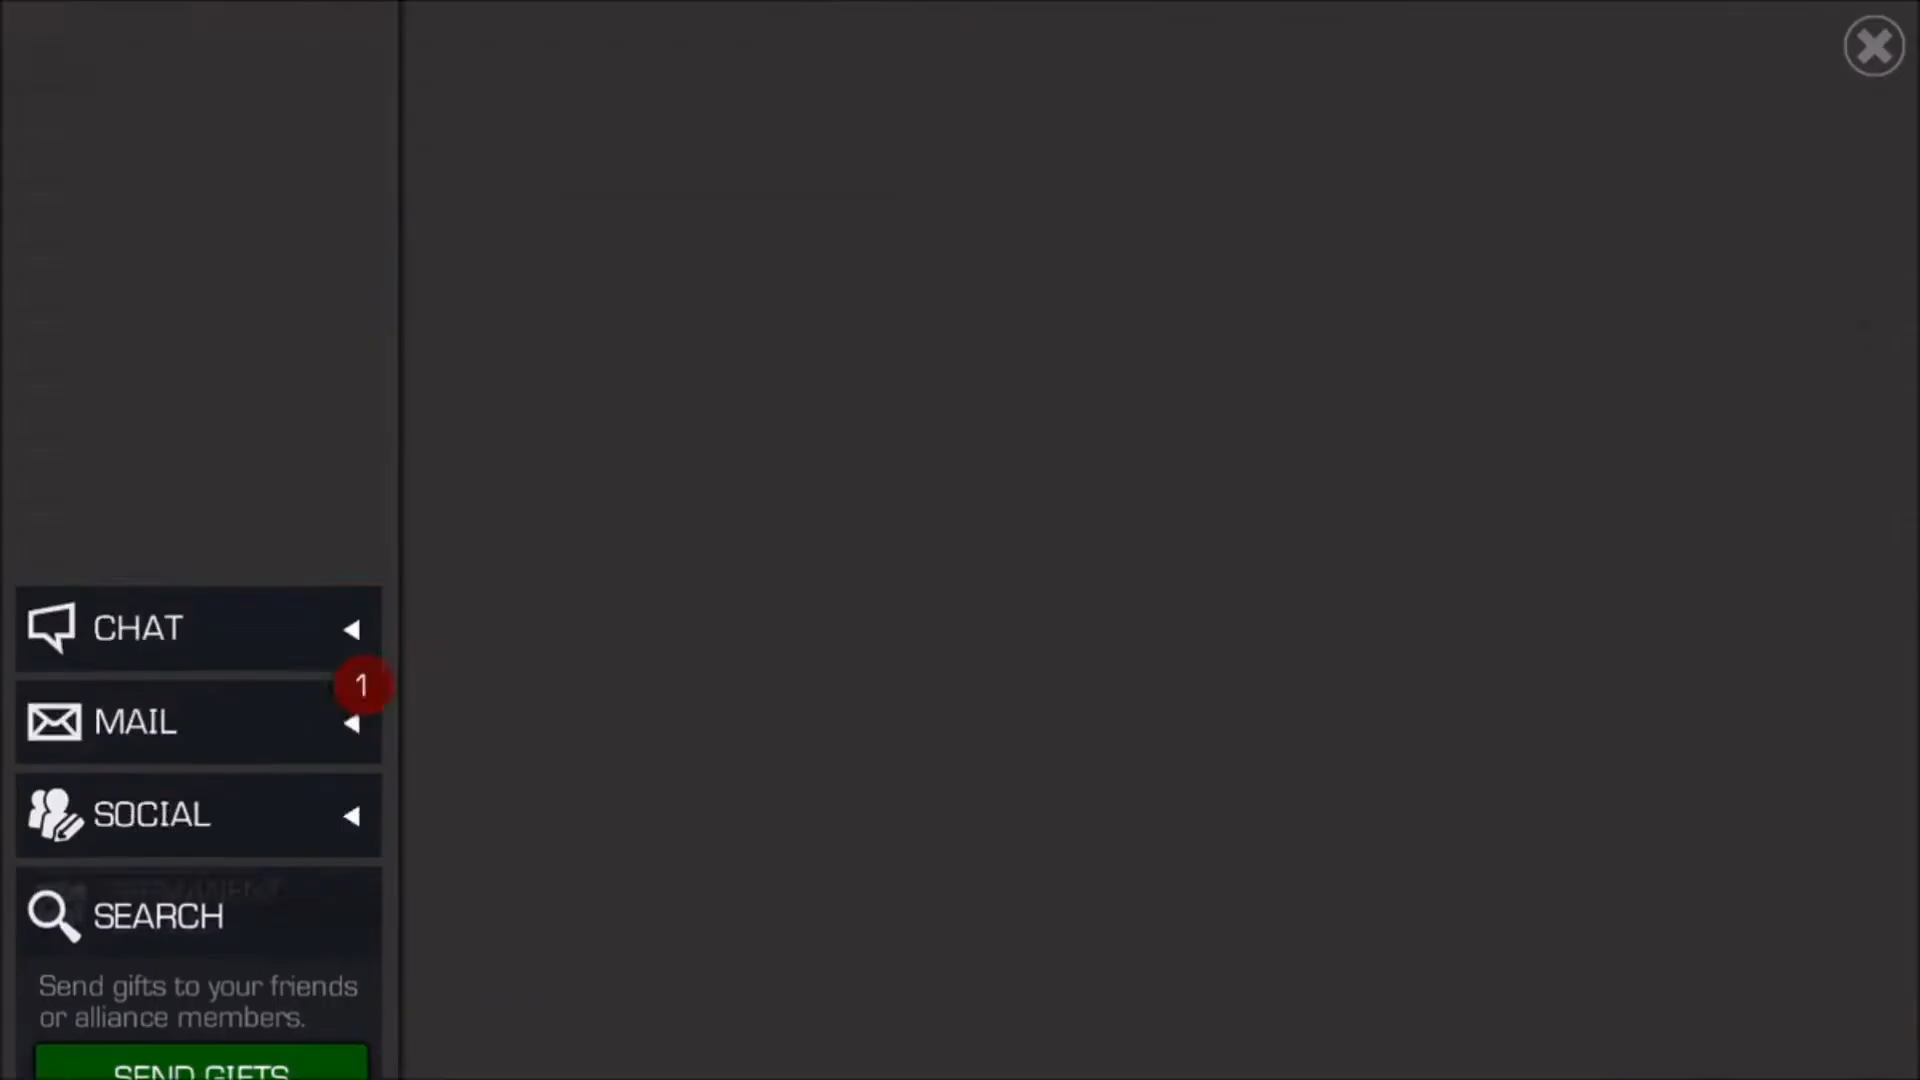 CHAT
1
MAIL
SOCIAL
SEARCH
Send gifts to your friends
or alliance members.
SEND GIFTS